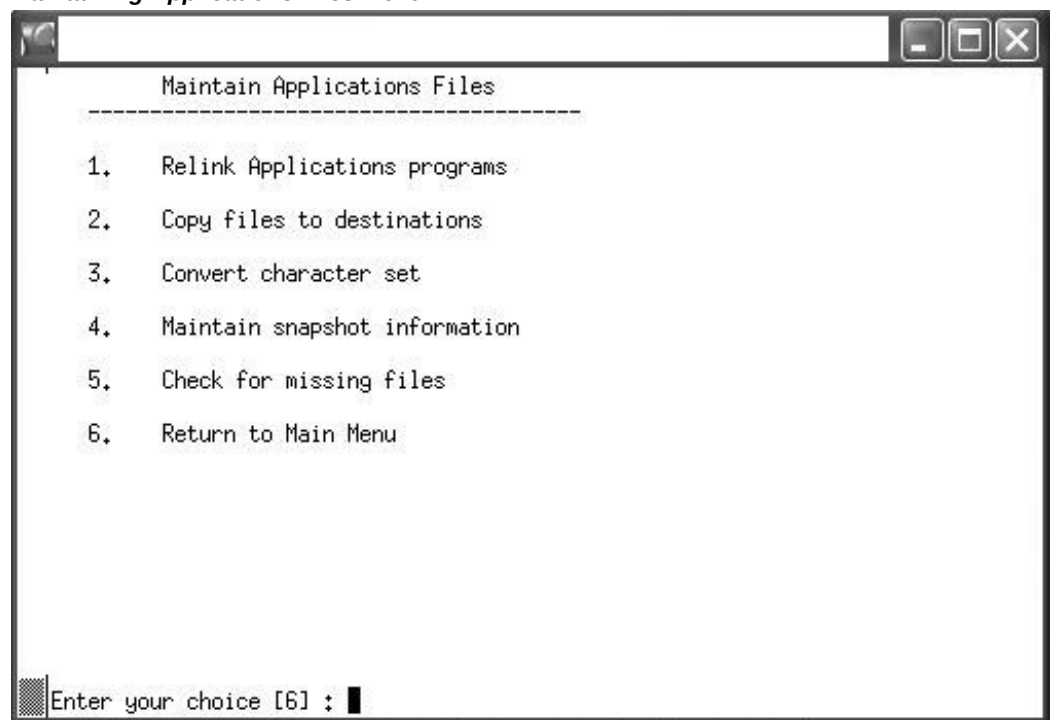 Maintain Applications Files
-----------------------------------------
1. Relink Applications programs
2. Copy files to destinations
3. Convert character set
4. Maintain snapshot information
5. Check for missing files
6. Return to Main Menu
Enter your choice [6] :